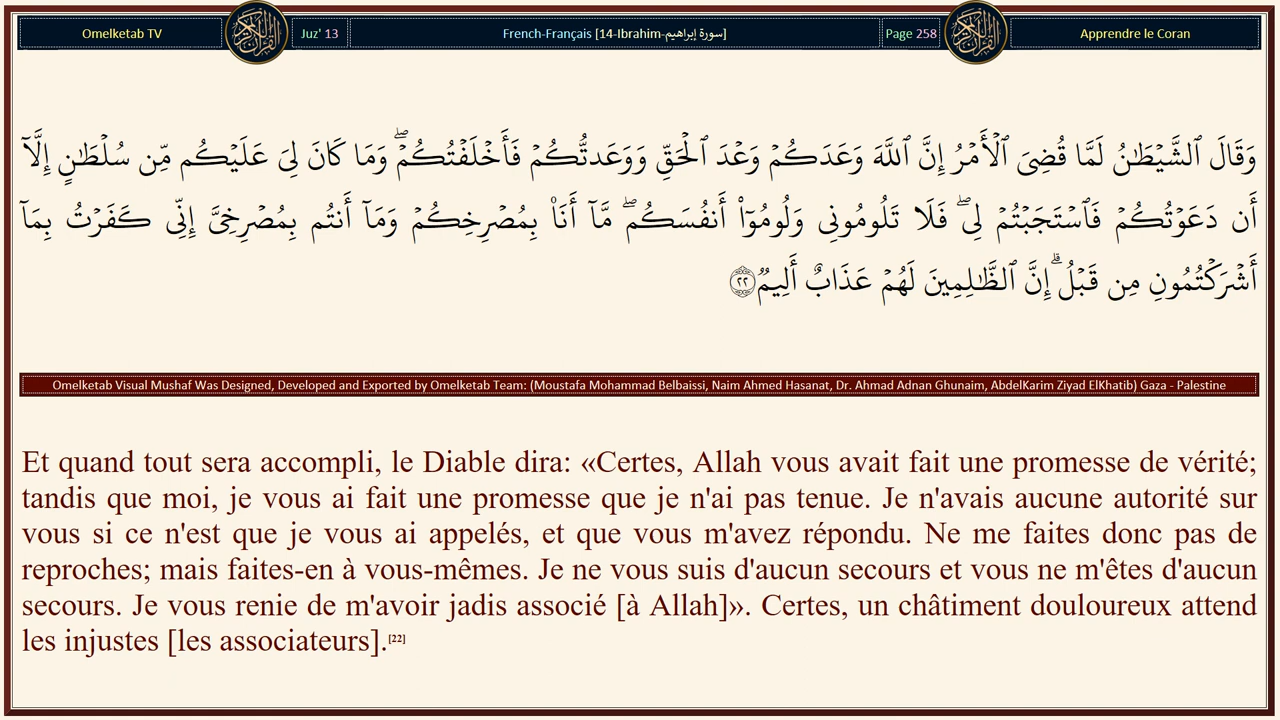 Omelketab TV
Juz' 13
French-Français [14-Ibrahim-سورة إبراهيم]
Page 258
Apprendre le Coran
وَقَالَ ٱلشَّيْطَٰنُ لَمَّا قُضِىَ ٱلْأَمْرُ إِنَّ ٱللَّهَ وَعَدَكُمْ وَعْدَ ٱلْحَقِّ وَوَعَدتُّكُمْ فَأَخْلَفْتُكُمْ ۖ وَمَا كَانَ لِىَ عَلَيْكُم مِّن سُلْطَٰنٍ إِلَّآ
أَن دَعَوْتُكُمْ فَٱسْتَجَبْتُمْ لِى ۖ فَلَا تَلُومُونِى وَلُومُوٓا۟ أَنفُسَكُم ۖ مَّآ أَنَا۠ بِمُصْرِخِكُمْ وَمَآ أَنتُم بِمُصْرِخِىَّ إِنِّى كَفَرْتُ بِمَآ
أَشْرَكْتُمُونِ مِن قَبْلُ ۗ إِنَّ ٱلظَّٰلِمِينَ لَهُمْ عَذَابٌ أَلِيمٌ ٢٢
Omelketab Visual Mushaf Was Designed, Developed and Exported by Omelketab Team: (Moustafa Mohammad Belbaissi, Naim Ahmed Hasanat, Dr. Ahmad Adnan Ghunaim, AbdelKarim Ziyad ElKhatib) Gaza - Palestine
Et quand tout sera accompli, le Diable dira: «Certes, Allah vous avait fait une promesse de vérité;
tandis que moi, je vous ai fait une promesse que je n'ai pas tenue. Je n'avais aucune autorité sur
vous si ce n'est que je vous ai appelés, et que vous m'avez répondu. Ne me faites donc pas de
reproches; mais faites-en à vous-mêmes. Je ne vous suis d'aucun secours et vous ne m'êtes d'aucun
secours. Je vous renie de m'avoir jadis associé [à Allah]». Certes, un châtiment douloureux attend
les injustes [les associateurs].[22]